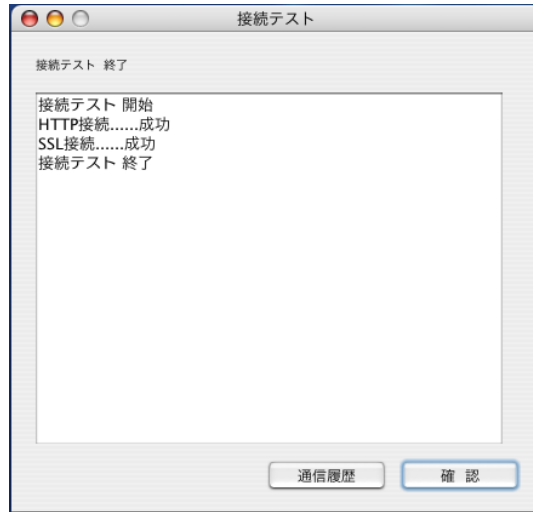 接続テスト
接続テスト 終了
接続テスト 開始
HTTP接続......成功
SSL接続......成功
接続テスト 終了
通信履歴
確 認